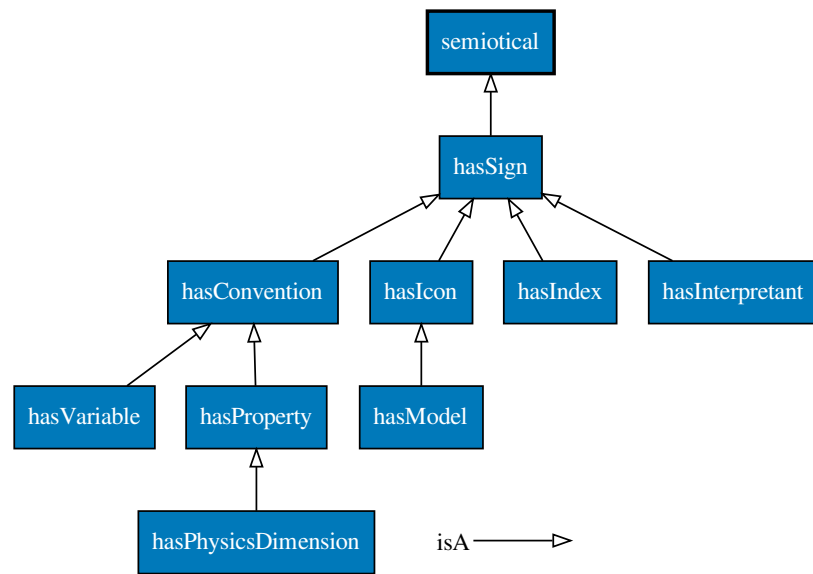 semiotical
hasSign
hasConvention
hasIcon
hasIndex
hasInterpretant
hasVariable
hasProperty
hasModel
hasPhysicsDimension
isA